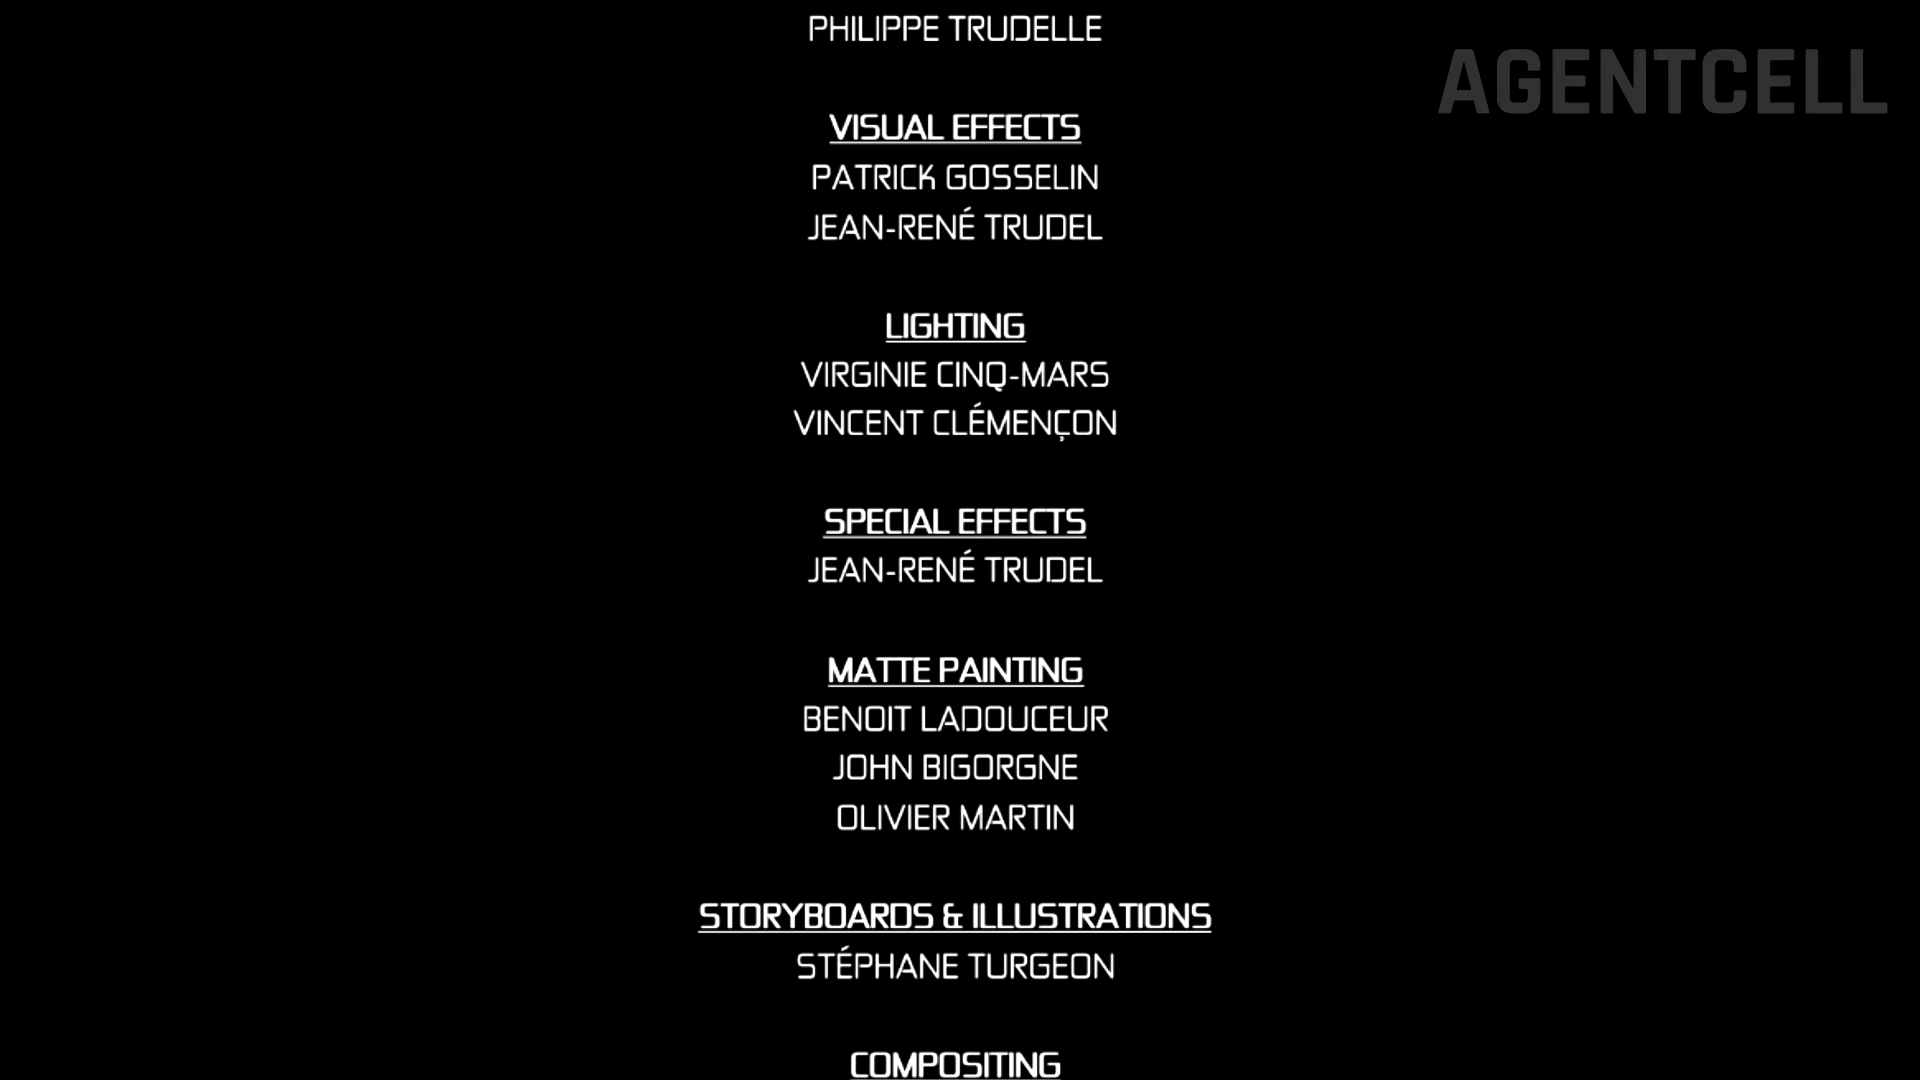 PHILIPPE TRUDELLE
AGENTCELL
VISUAL EFFECTS
PATRICK GOSSELIN
JEAN-RENÉ TRUDEL
LIGHTING
VIRGINIE CINQ-MARS
VINCENT CLÉMENÇON
SPECIAL EFFECTS
JEAN-RENÉ TRUDEL
MATTE PAINTING
BENOIT LADOUCEUR
JOHN BIGORGNE
OLIVIER MARTIN
STORYBOARDS & ILLUSTRATIONS
STÉPHANE TURGEON
COMPOSITING